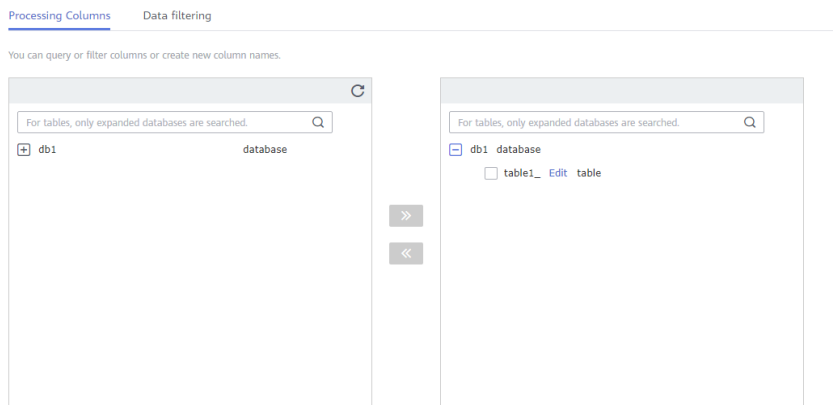 Processing Columns Data filtering
You can query or filter columns or create new column names.
For tables, only expanded databases are searched.
db1 database
For tables, only expanded databases are searched.
db1 database
table1_ Edit table